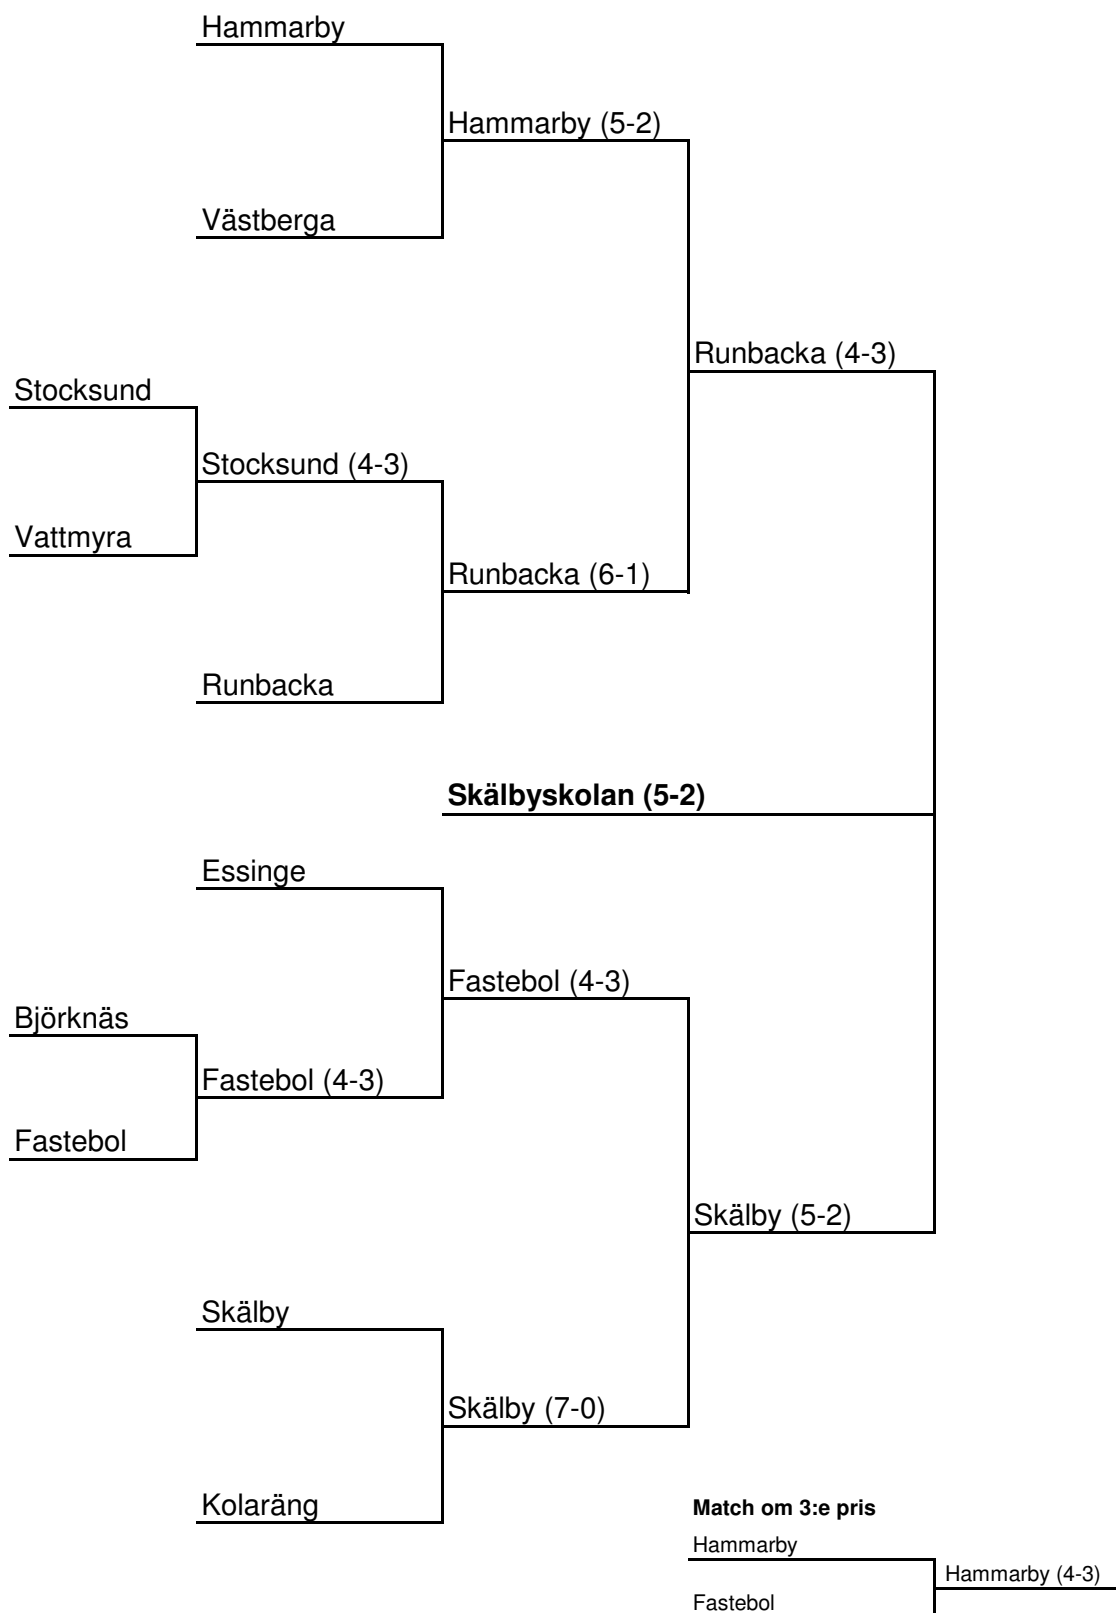 Hammarby
Hammarby (5-2)
Västberga
Runbacka (4-3)
Stocksund
Stocksund (4-3)
Vattmyra
Runbacka (6-1)
Runbacka
Skälbyskolan (5-2)
Essinge
Fastebol (4-3)
Björknäs
Fastebol (4-3)
Fastebol
Skälby (5-2)
Skälby
Skälby (7-0)
Kolaräng
Match om 3:e pris
Hammarby
Hammarby (4-3)
Fastebol